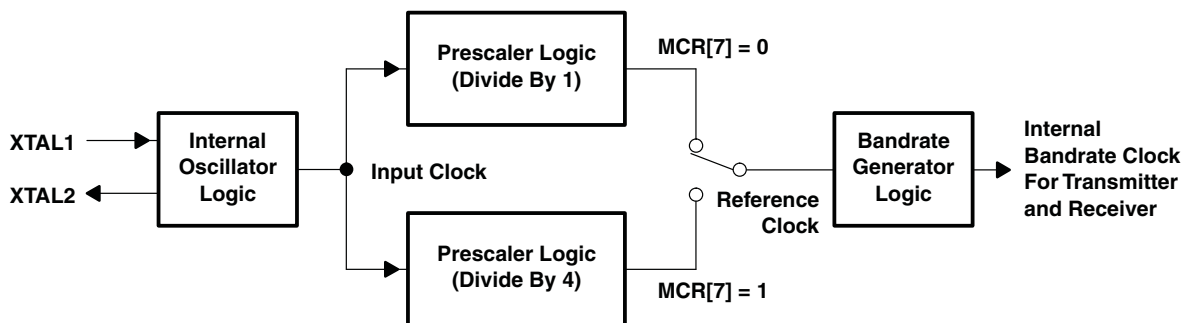 Prescaler Logic
(Divide By 1)
MCR[7] = 0
XTAL1
XTAL2
Internal
Oscillator
Logic
Input Clock
Reference
Clock
Bandrate
Generator
Logic
Internal
Bandrate Clock
For Transmitter
and Receiver
Prescaler Logic
(Divide By 4)
MCR[7] = 1